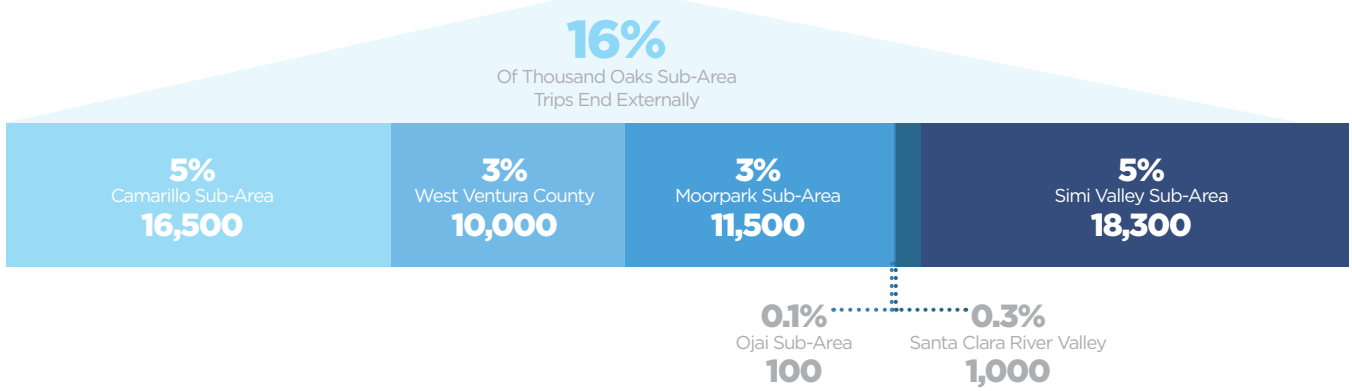 16%
Of Thousand Oaks Sub-Area
Trips End Externally
5%
Camarillo Sub-Area
16,500
3%
West Ventura County
10,000
3%
Moorpark Sub-Area
11,500
5%
Simi Valley Sub-Area
18,300
0.1%
Ojai Sub-Area
100
0.3%
Santa Clara River Valley
1,000